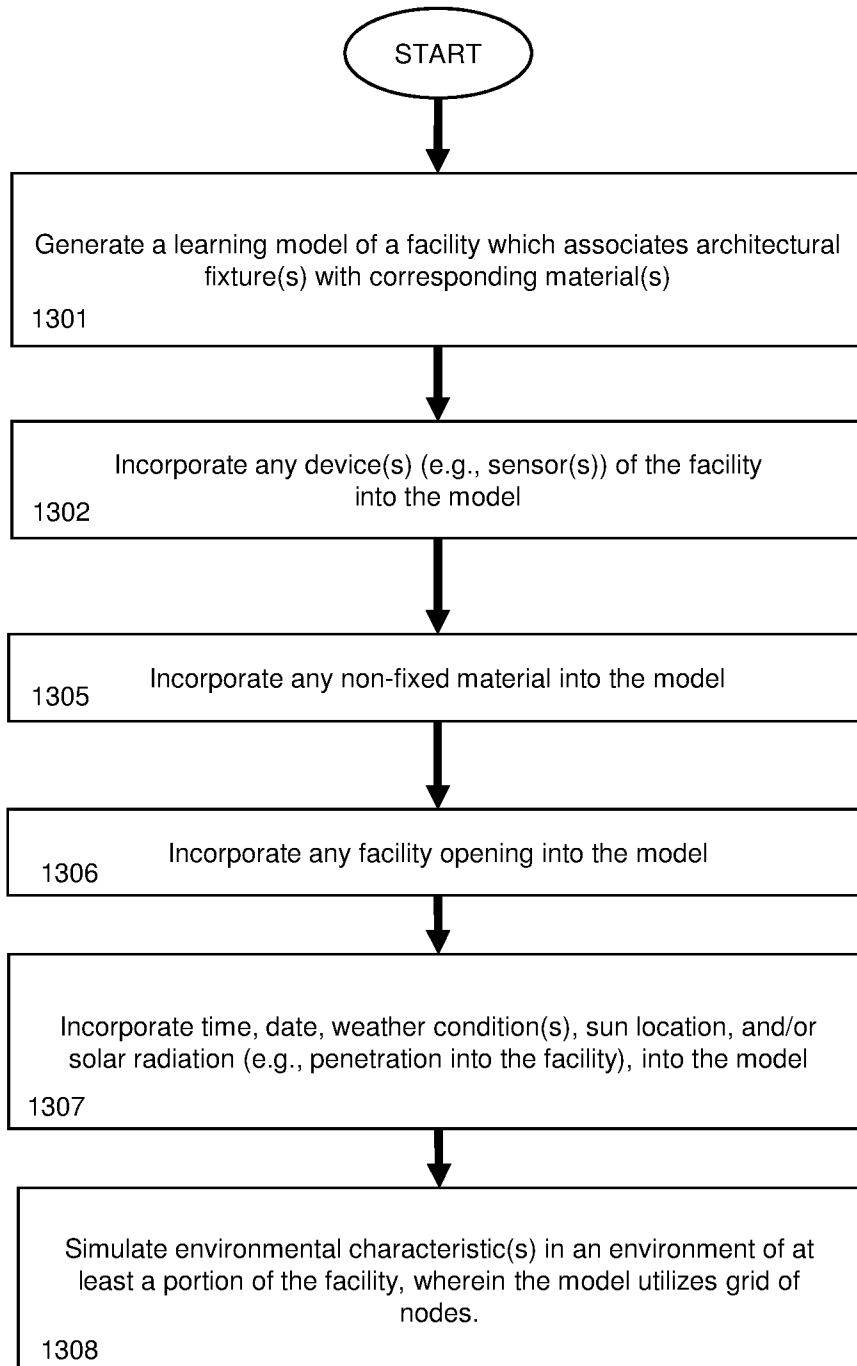 START
Generate a learning model of a facility which associates architectural
fixture(s) with corresponding material(s)
1301
Incorporate any device(s) (e.g., sensor(s)) of the facility
into the model
1302
Incorporate any non-fixed material into the model
1305
Incorporate any facility opening into the model
1306
Incorporate time, date, weather condition(s), sun location, and/or
solar radiation (e.g., penetration into the facility), into the model
1307
Simulate environmental characteristic(s) in an environment of at
least a portion of the facility, wherein the model utilizes grid of
nodes.
1308